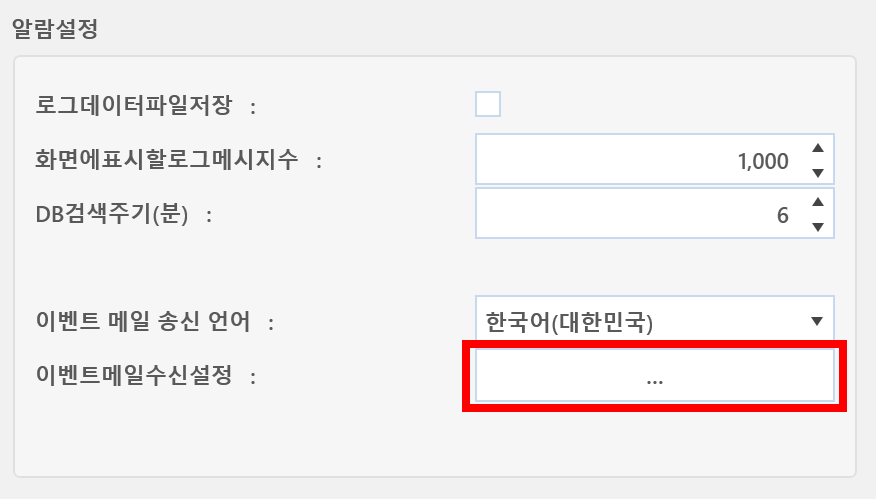 알람설정
로그데이터파일저장 :
화면에표시할로그메시지수 : 1,000
DB검색주기(분) : 6
이벤트 메일 송신 언어 : 한국어(대한민국)
이벤트메일수신설정 : ...